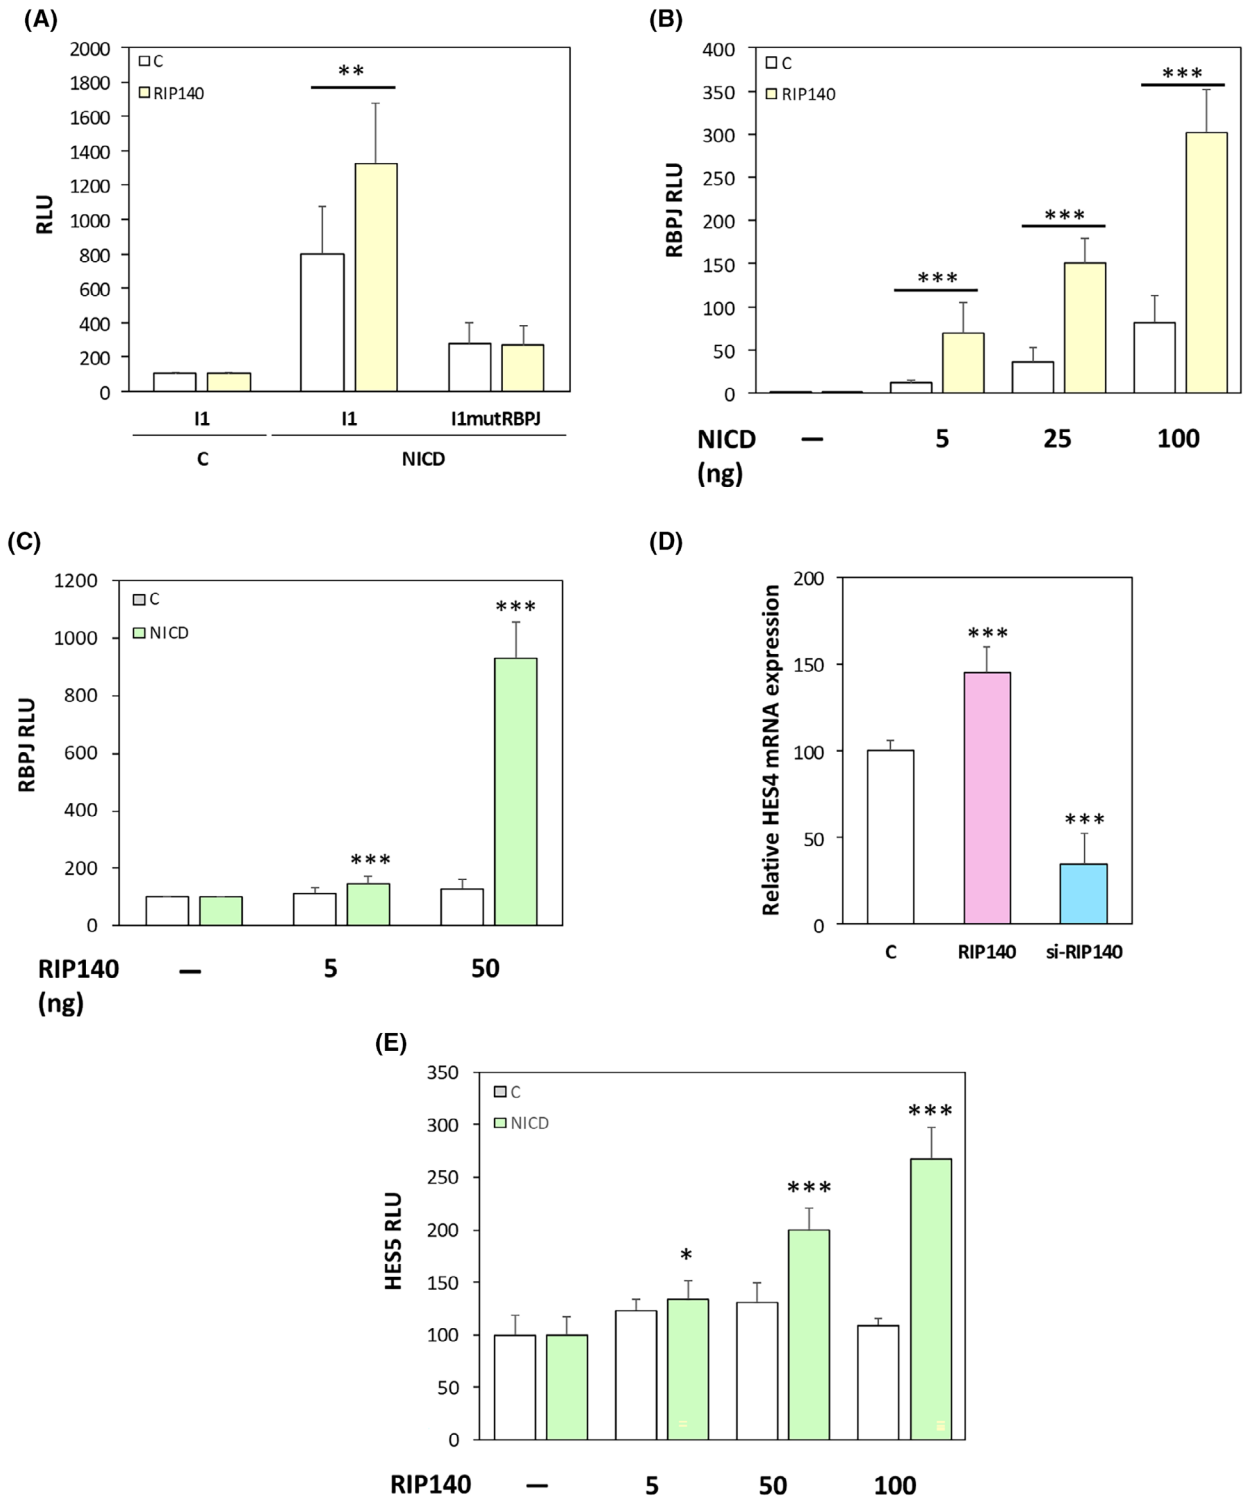 (A)
2000
1800
1600
1400
1200
1000
800
600
400
200
0
RLU
C
RIP140
**
I1
I1
I1mutRBPJ
C
NICD
(B)
400
350
300
250
200
150
100
50
0
RBPJ RLU
C
RIP140
***
***
***
NICD
(ng)
—
5
25
100
(C)
1200
1000
800
600
400
200
0
RBPJ RLU
C
NICD
***
***
RIP140
(ng)
—
5
50
(D)
200
150
100
50
0
Relative HES4 mRNA expression
***
***
C
RIP140
si-RIP140
(E)
350
300
250
200
150
100
50
0
HES5 RLU
C
NICD
*
***
***
RIP140
—
5
50
100